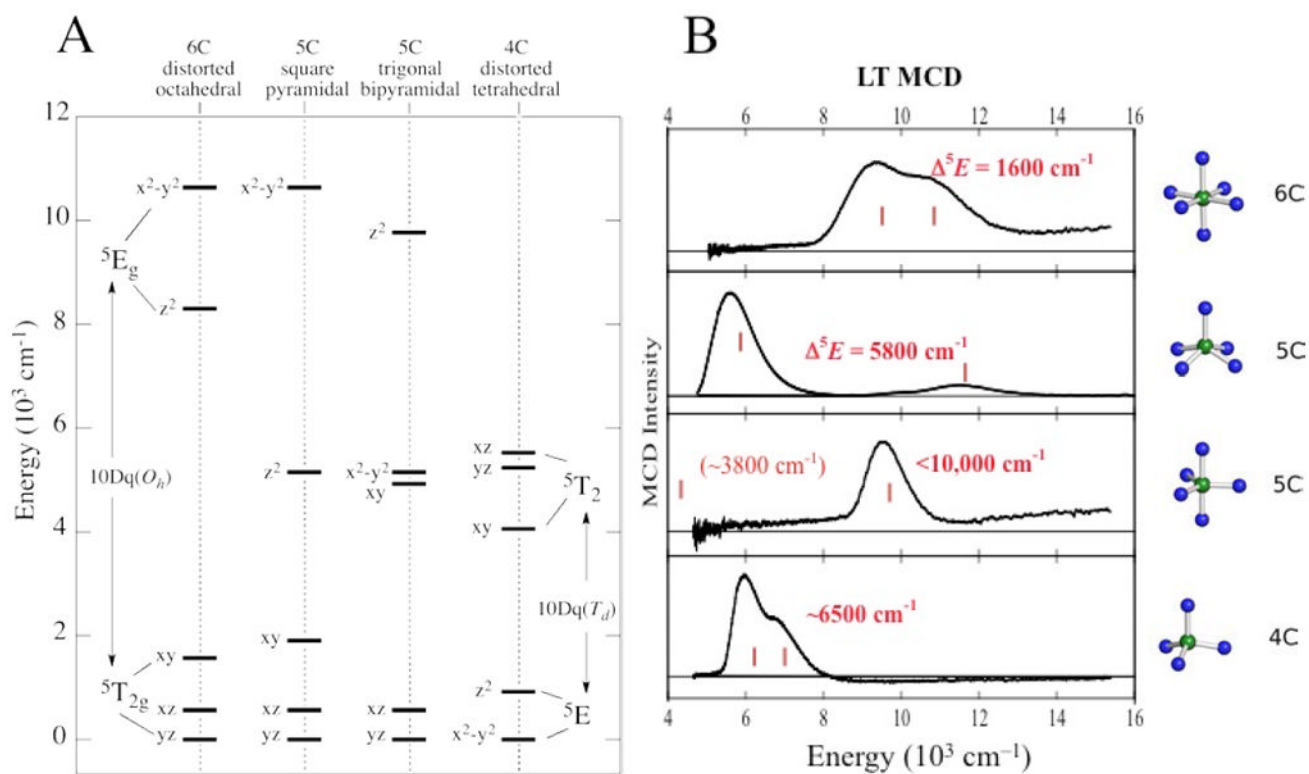 A
6C
distorted
octahedral
5C
square
pyramidal
5C
trigonal
bipyramidal
4C
distorted
tetrahedral
12
10
8
6
4
2
0
Energy (10³ cm⁻¹)
x²-y²
⁵E_g
z²
10Dq(O_h)
xy
⁵T₂g
xz
yz
x²-y²
z²
xy
xz
yz
z²
x²-y²
xy
xz
yz
xz
yz
⁵T₂
xy
10Dq(T_d)
z²
⁵E
x²-y²
B
LT MCD
4 6 8 10 12 14 16
Δ⁵E = 1600 cm⁻¹
6C
Δ⁵E = 5800 cm⁻¹
5C
(~3800 cm⁻¹)
<10,000 cm⁻¹
5C
~6500 cm⁻¹
4C
MCD Intensity
4 6 8 10 12 14 16
Energy (10³ cm⁻¹)